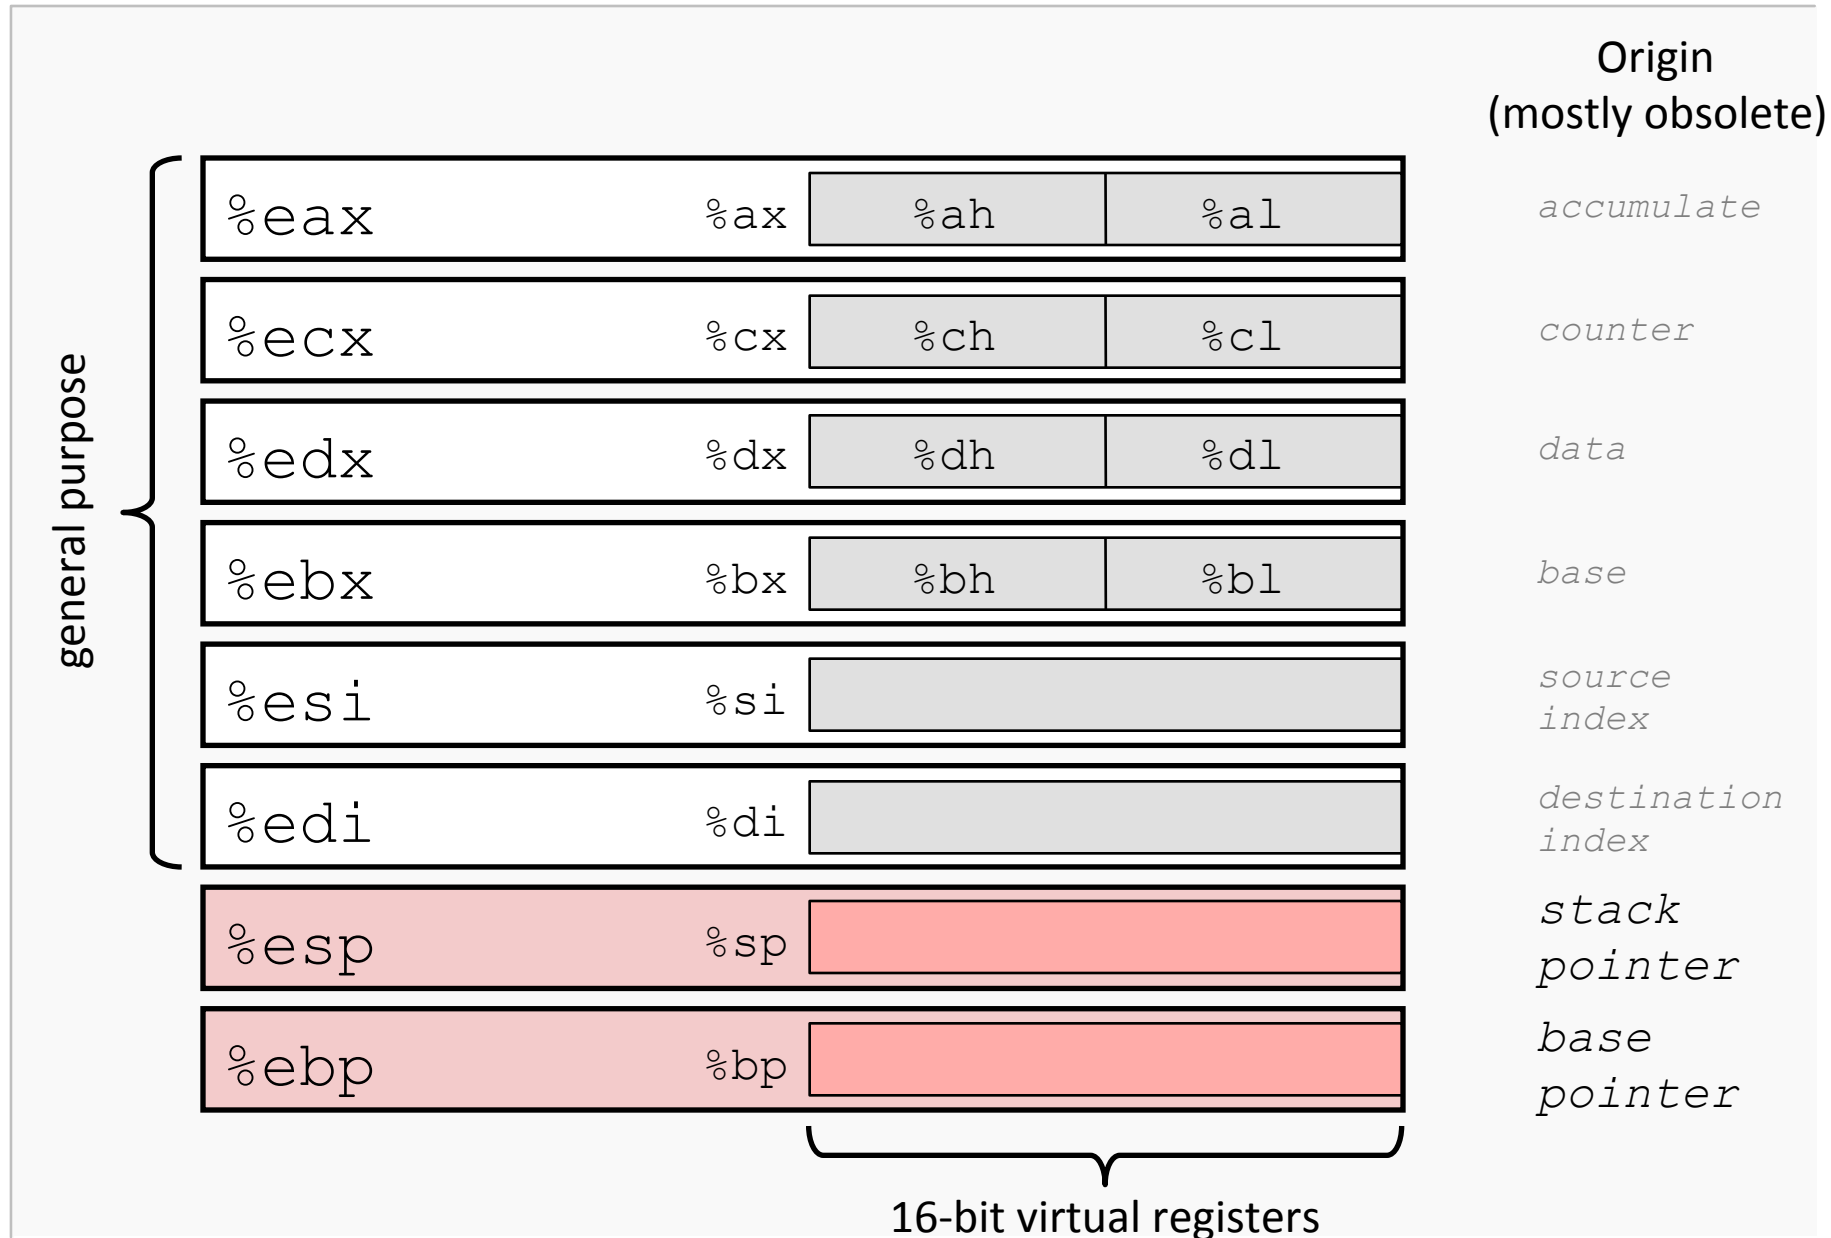 Origin
(mostly obsolete)
general purpose
%eax %ax %ah %al accumulate
%ecx %cx %ch %cl counter
%edx %dx %dh %dl data
%ebx %bx %bh %bl base
%esi %si source
index
%edi %di destination
index
%esp %sp stack
pointer
%ebp %bp base
pointer
16-bit virtual registers